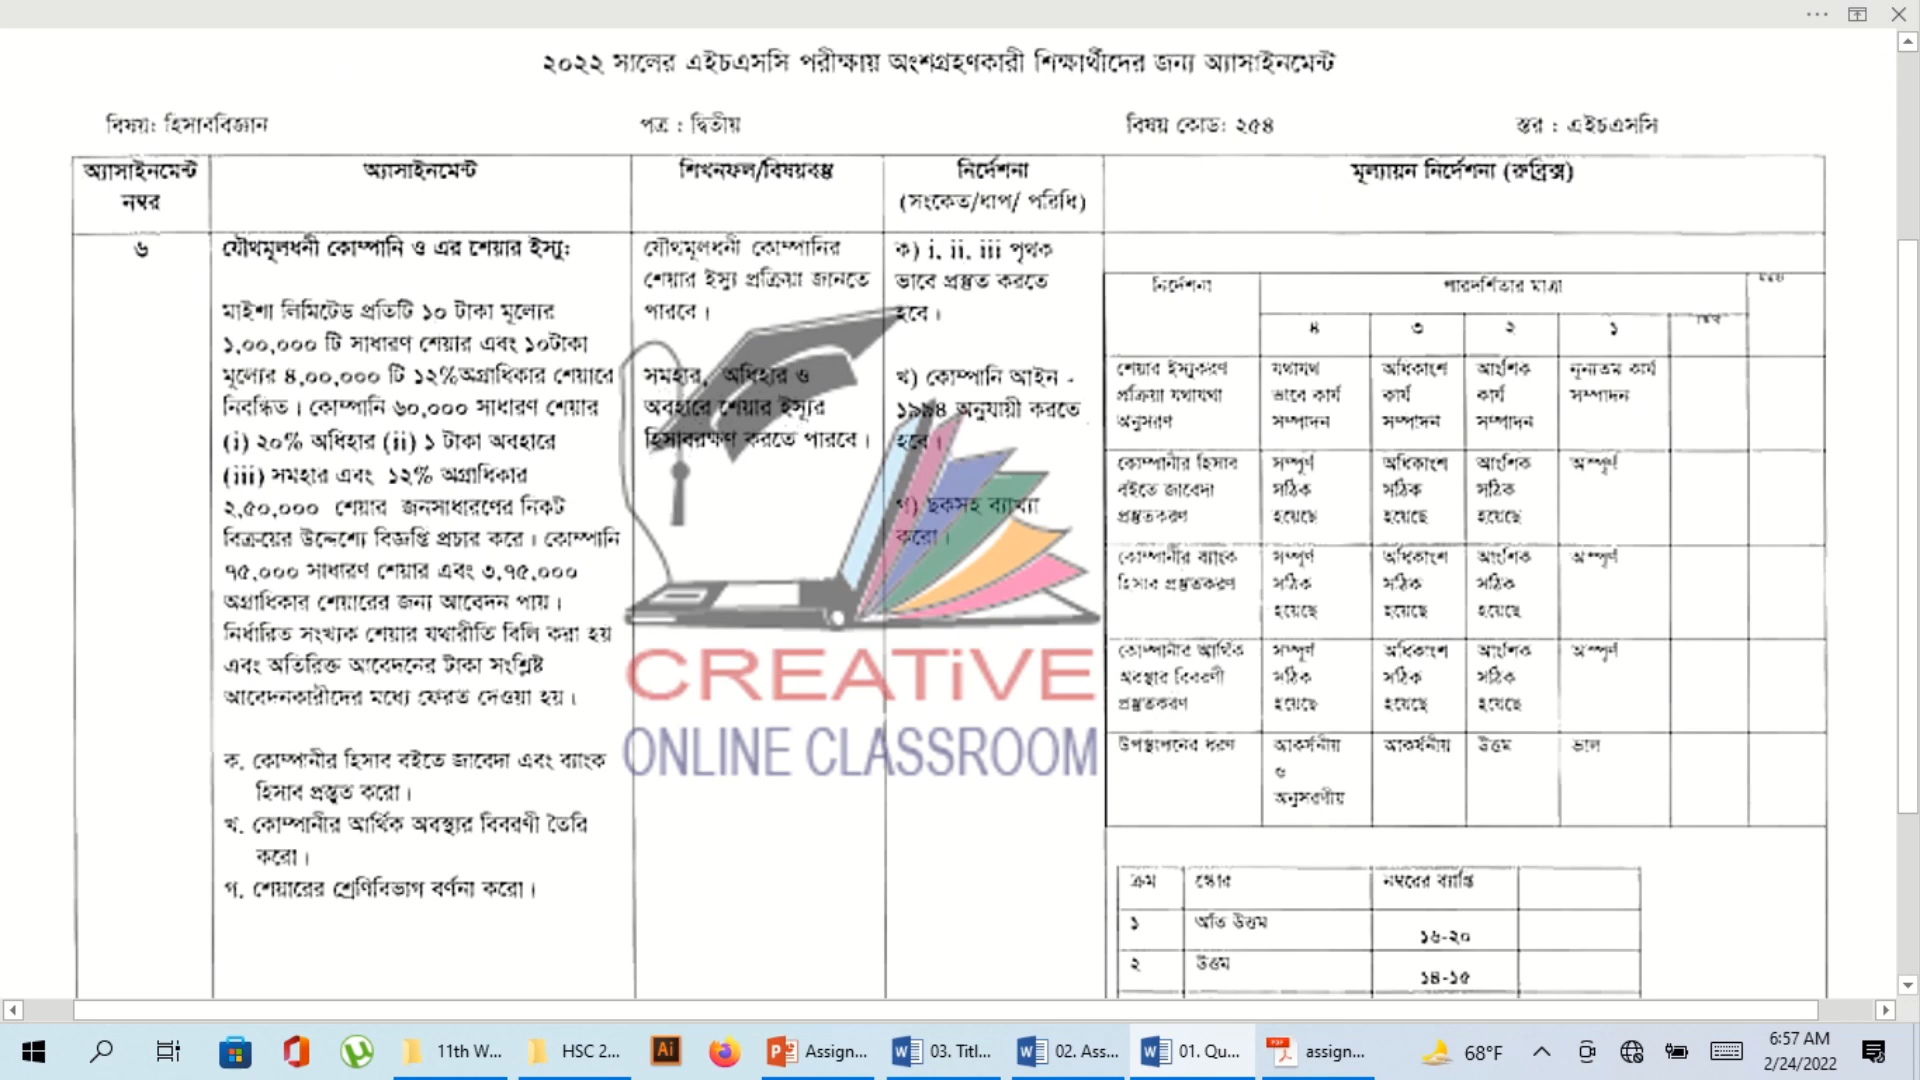 ২০২২ সালের এইচএসসি পরীক্ষায় অংশগ্রহণকারী শিক্ষার্থীদের জন্য অ্যাসাইনমেন্ট
বিষয়: হিসাববিজ্ঞান
পত্র : দ্বিতীয়
বিষয় কোড: ২৫৪
স্তর : এইচএসসি
অ্যাসাইনমেন্ট
নম্বর
অ্যাসাইনমেন্ট
শিখনফল/বিষয়বস্তু
নির্দেশনা
(সংকেত/ধাপ/ পরিধি)
মূল্যায়ন নির্দেশনা (রুব্রিক্স)
৬
যৌথমূলধনী কোম্পানি ও এর শেয়ার ইস্যু:
মাইশা লিমিটেড প্রতিটি ১০ টাকা মূল্যের
১,০০,০০০ টি সাধারণ শেয়ার এবং ১০টাকা
মূল্যের ৪,০০,০০০ টি ১২%অগ্রাধিকার শেয়ারে
নিবন্ধিত। কোম্পানি ৬০,০০০ সাধারণ শেয়ার
(i) ২০% অধিহার (ii) ১ টাকা অবহারে
(iii) সমহার এবং ১২% অগ্রাধিকার
২,৫০,০০০ শেয়ার জনসাধারণের নিকট
বিক্রয়ের উদ্দেশ্যে বিজ্ঞপ্তি প্রচার করে। কোম্পানি
৭৫,০০০ সাধারণ শেয়ার এবং ৩,৭৫,০০০
অগ্রাধিকার শেয়ারের জন্য আবেদন পায়।
নির্ধারিত সংখ্যক শেয়ার যথারীতি বিলি করা হয়
এবং অতিরিক্ত আবেদনের টাকা সংশ্লিষ্ট
আবেদনকারীদের মধ্যে ফেরত দেওয়া হয়।
ক. কোম্পানীর হিসাব বইতে জাবেদা এবং ব্যাংক
হিসাব প্রস্তুত করো।
খ. কোম্পানীর আর্থিক অবস্থার বিবরণী তৈরি
করো।
গ. শেয়ারের শ্রেণিবিভাগ বর্ণনা করো।
যৌথমূলধনী কোম্পানির
শেয়ার ইস্যু প্রক্রিয়া জানতে
পারবে।
সমহার, অধিহার ও
অবহারে শেয়ার ইস্যুর
হিসাবরক্ষণ করতে পারবে।
ক) i, ii, iii পৃথক
ভাবে প্রস্তুত করতে
হবে।
খ) কোম্পানি আইন -
১৯৯৪ অনুযায়ী করতে
হবে।
গ) ছকসহ ব্যাখ্যা
করো।
নির্দেশনা
পারদর্শিতার মাত্রা
৪ ৩ ২ ১
শেয়ার ইস্যুকরণ
প্রক্রিয়া যথাযথা
অনুসরণ
যথাযথ
ভাবে কার্য
সম্পাদন
অধিকাংশ
কার্য
সম্পাদন
আংশিক
কার্য
সম্পাদন
নূন্যতম কার্য
সম্পাদন
কোম্পানীর হিসাব
বইতে জাবেদা
প্রস্তুতকরণ
সম্পূর্ণ
সঠিক
হয়েছে
অধিকাংশ
সঠিক
হয়েছে
আংশিক
সঠিক
হয়েছে
অস্পূর্ণ
কোম্পানীর ব্যাংক
হিসাব প্রস্তুতকরণ
সম্পূর্ণ
সঠিক
হয়েছে
অধিকাংশ
সঠিক
হয়েছে
আংশিক
সঠিক
হয়েছে
অস্পূর্ণ
কোম্পানীর আর্থিক
অবস্থার বিবরণী
প্রস্তুতকরণ
সম্পূর্ণ
সঠিক
হয়েছে
অধিকাংশ
সঠিক
হয়েছে
আংশিক
সঠিক
হয়েছে
অস্পূর্ণ
উপস্থাপনের ধরণ
আকর্ষনীয়
ও
অনুসরণীয়
আকর্ষনীয়
উত্তম
ভাল
ক্রম স্কোর নম্বরের ব্যাপ্তি
১ অতি উত্তম ১৬-২০
২ উত্তম ১৪-১৫
CREATiVE
ONLINE CLASSROOM
11th W...
HSC 2...
Ai
Assign...
03. Titl...
02. Ass...
01. Qu...
assign...
68°F
6:57 AM
2/24/2022